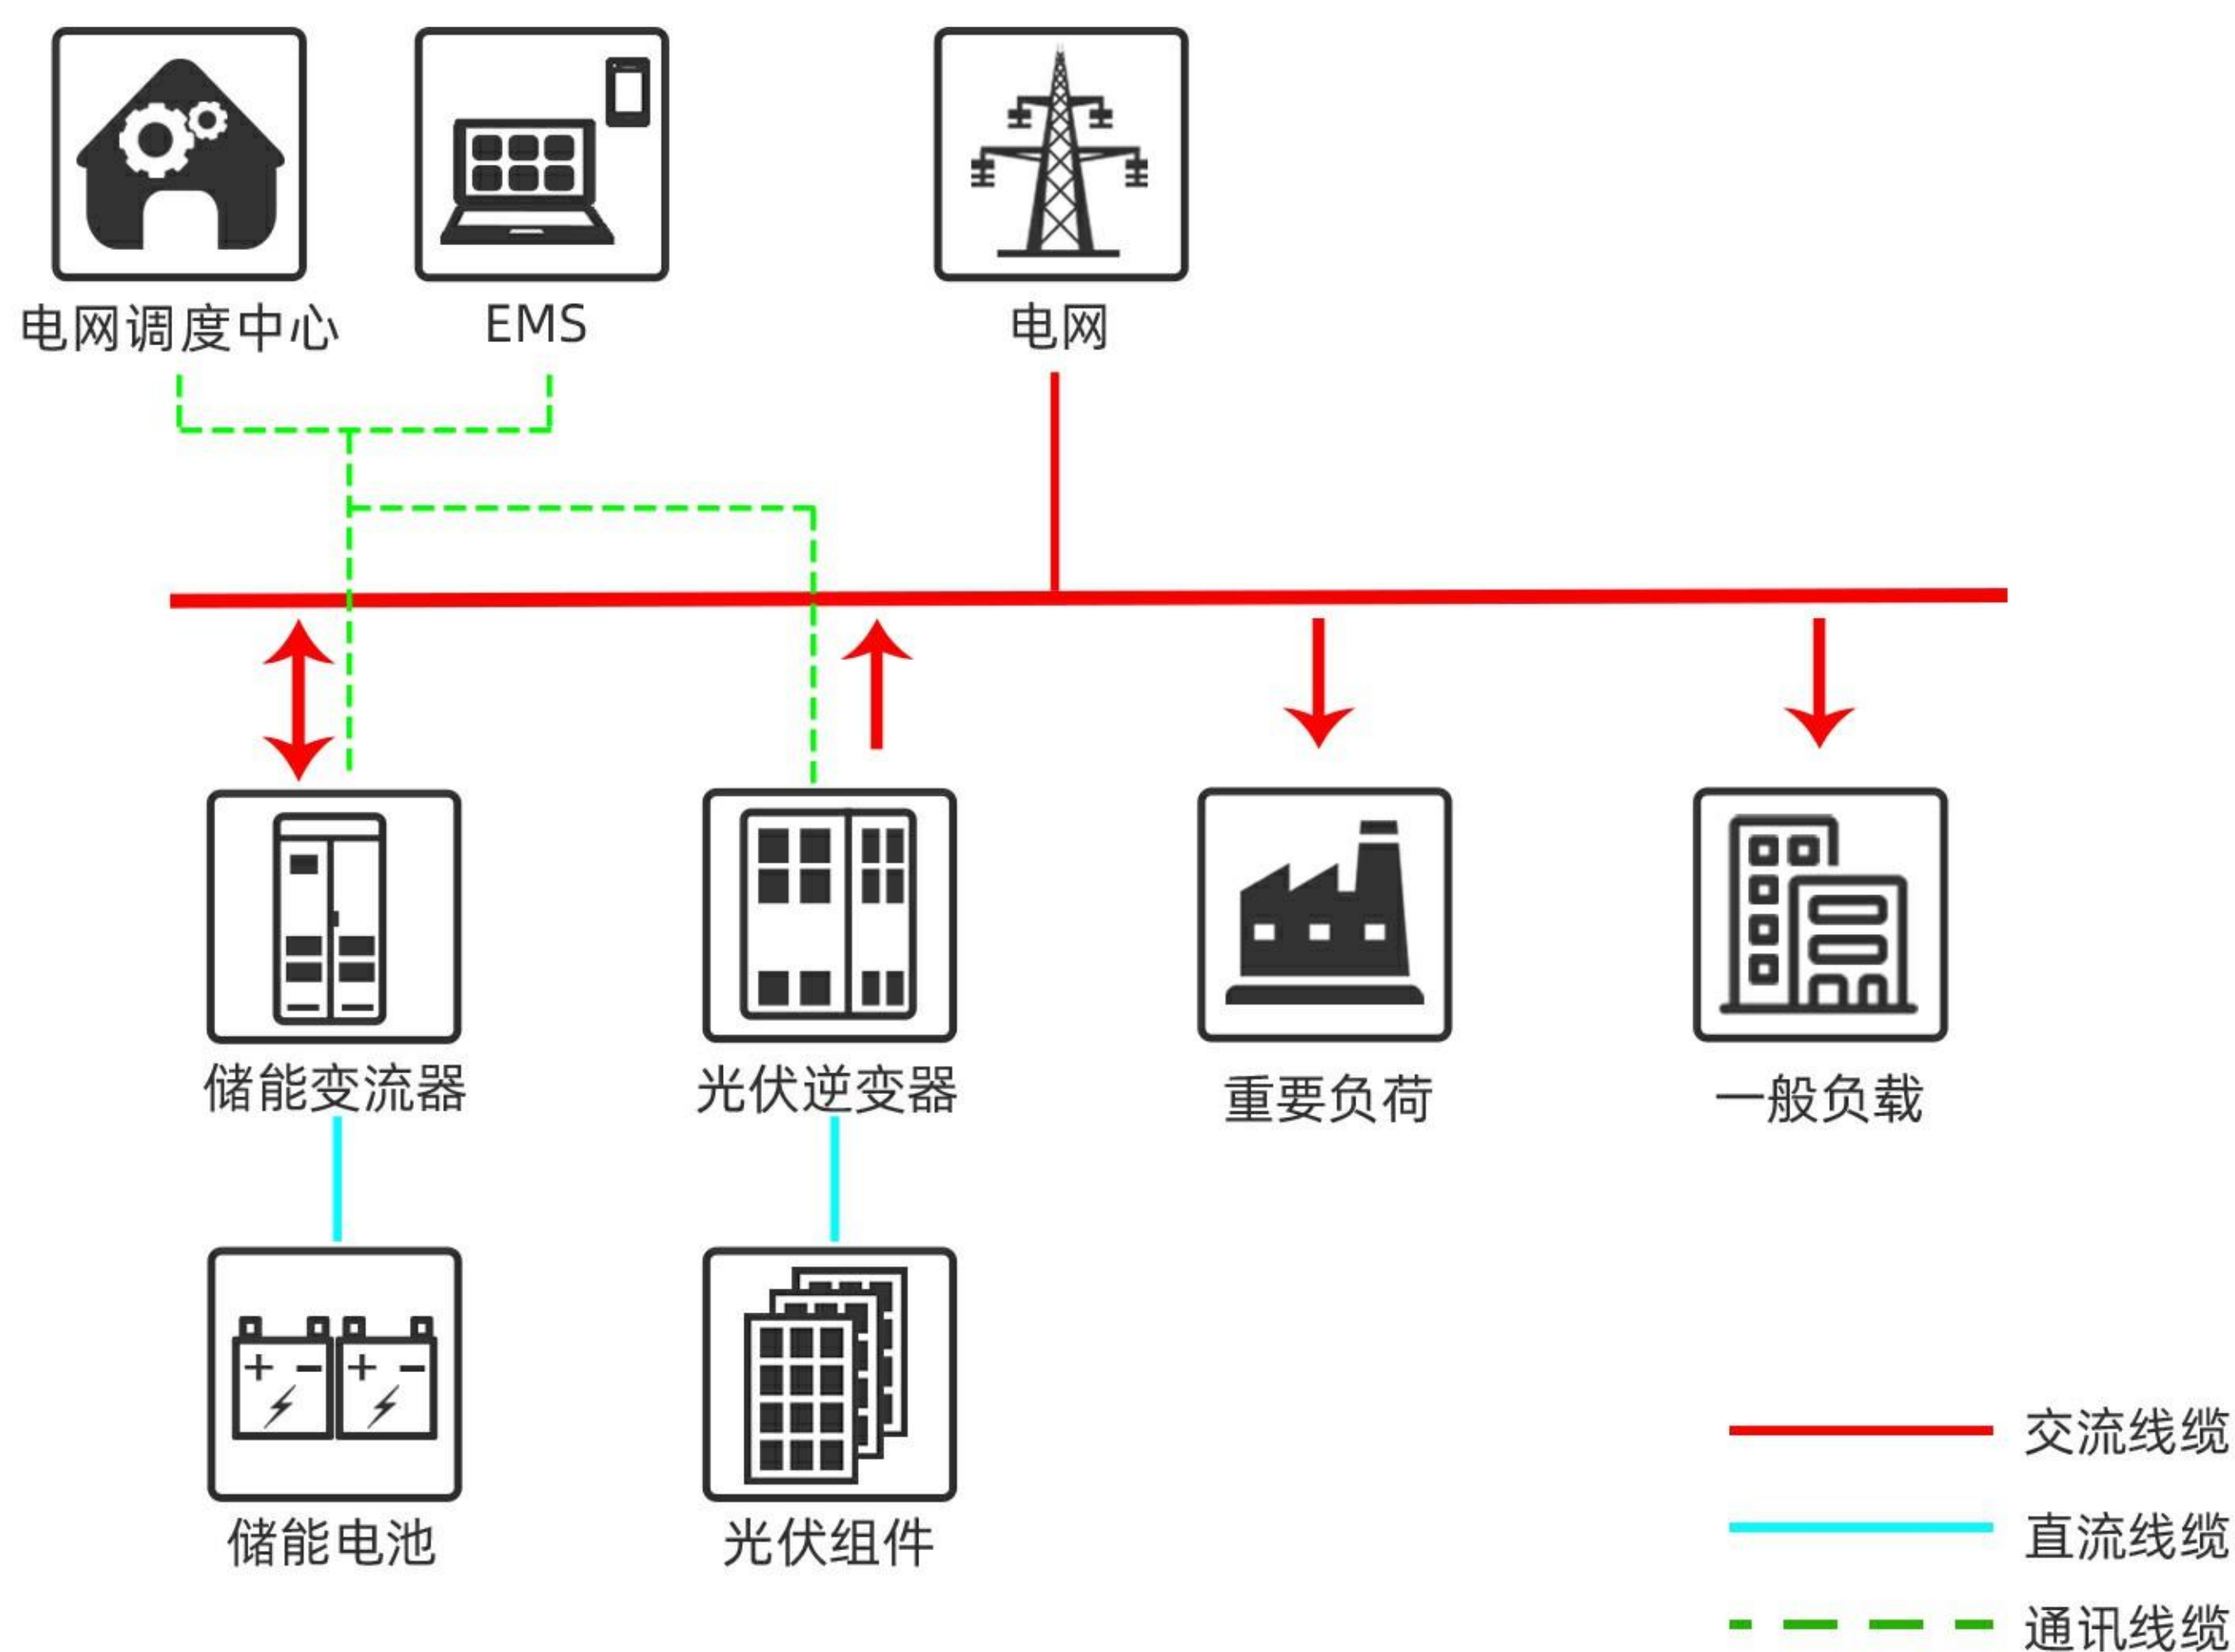 电网调度中心
EMS
电网
储能变流器
光伏逆变器
重要负荷
一般负载
储能电池
光伏组件
交流线缆
直流线缆
通讯线缆